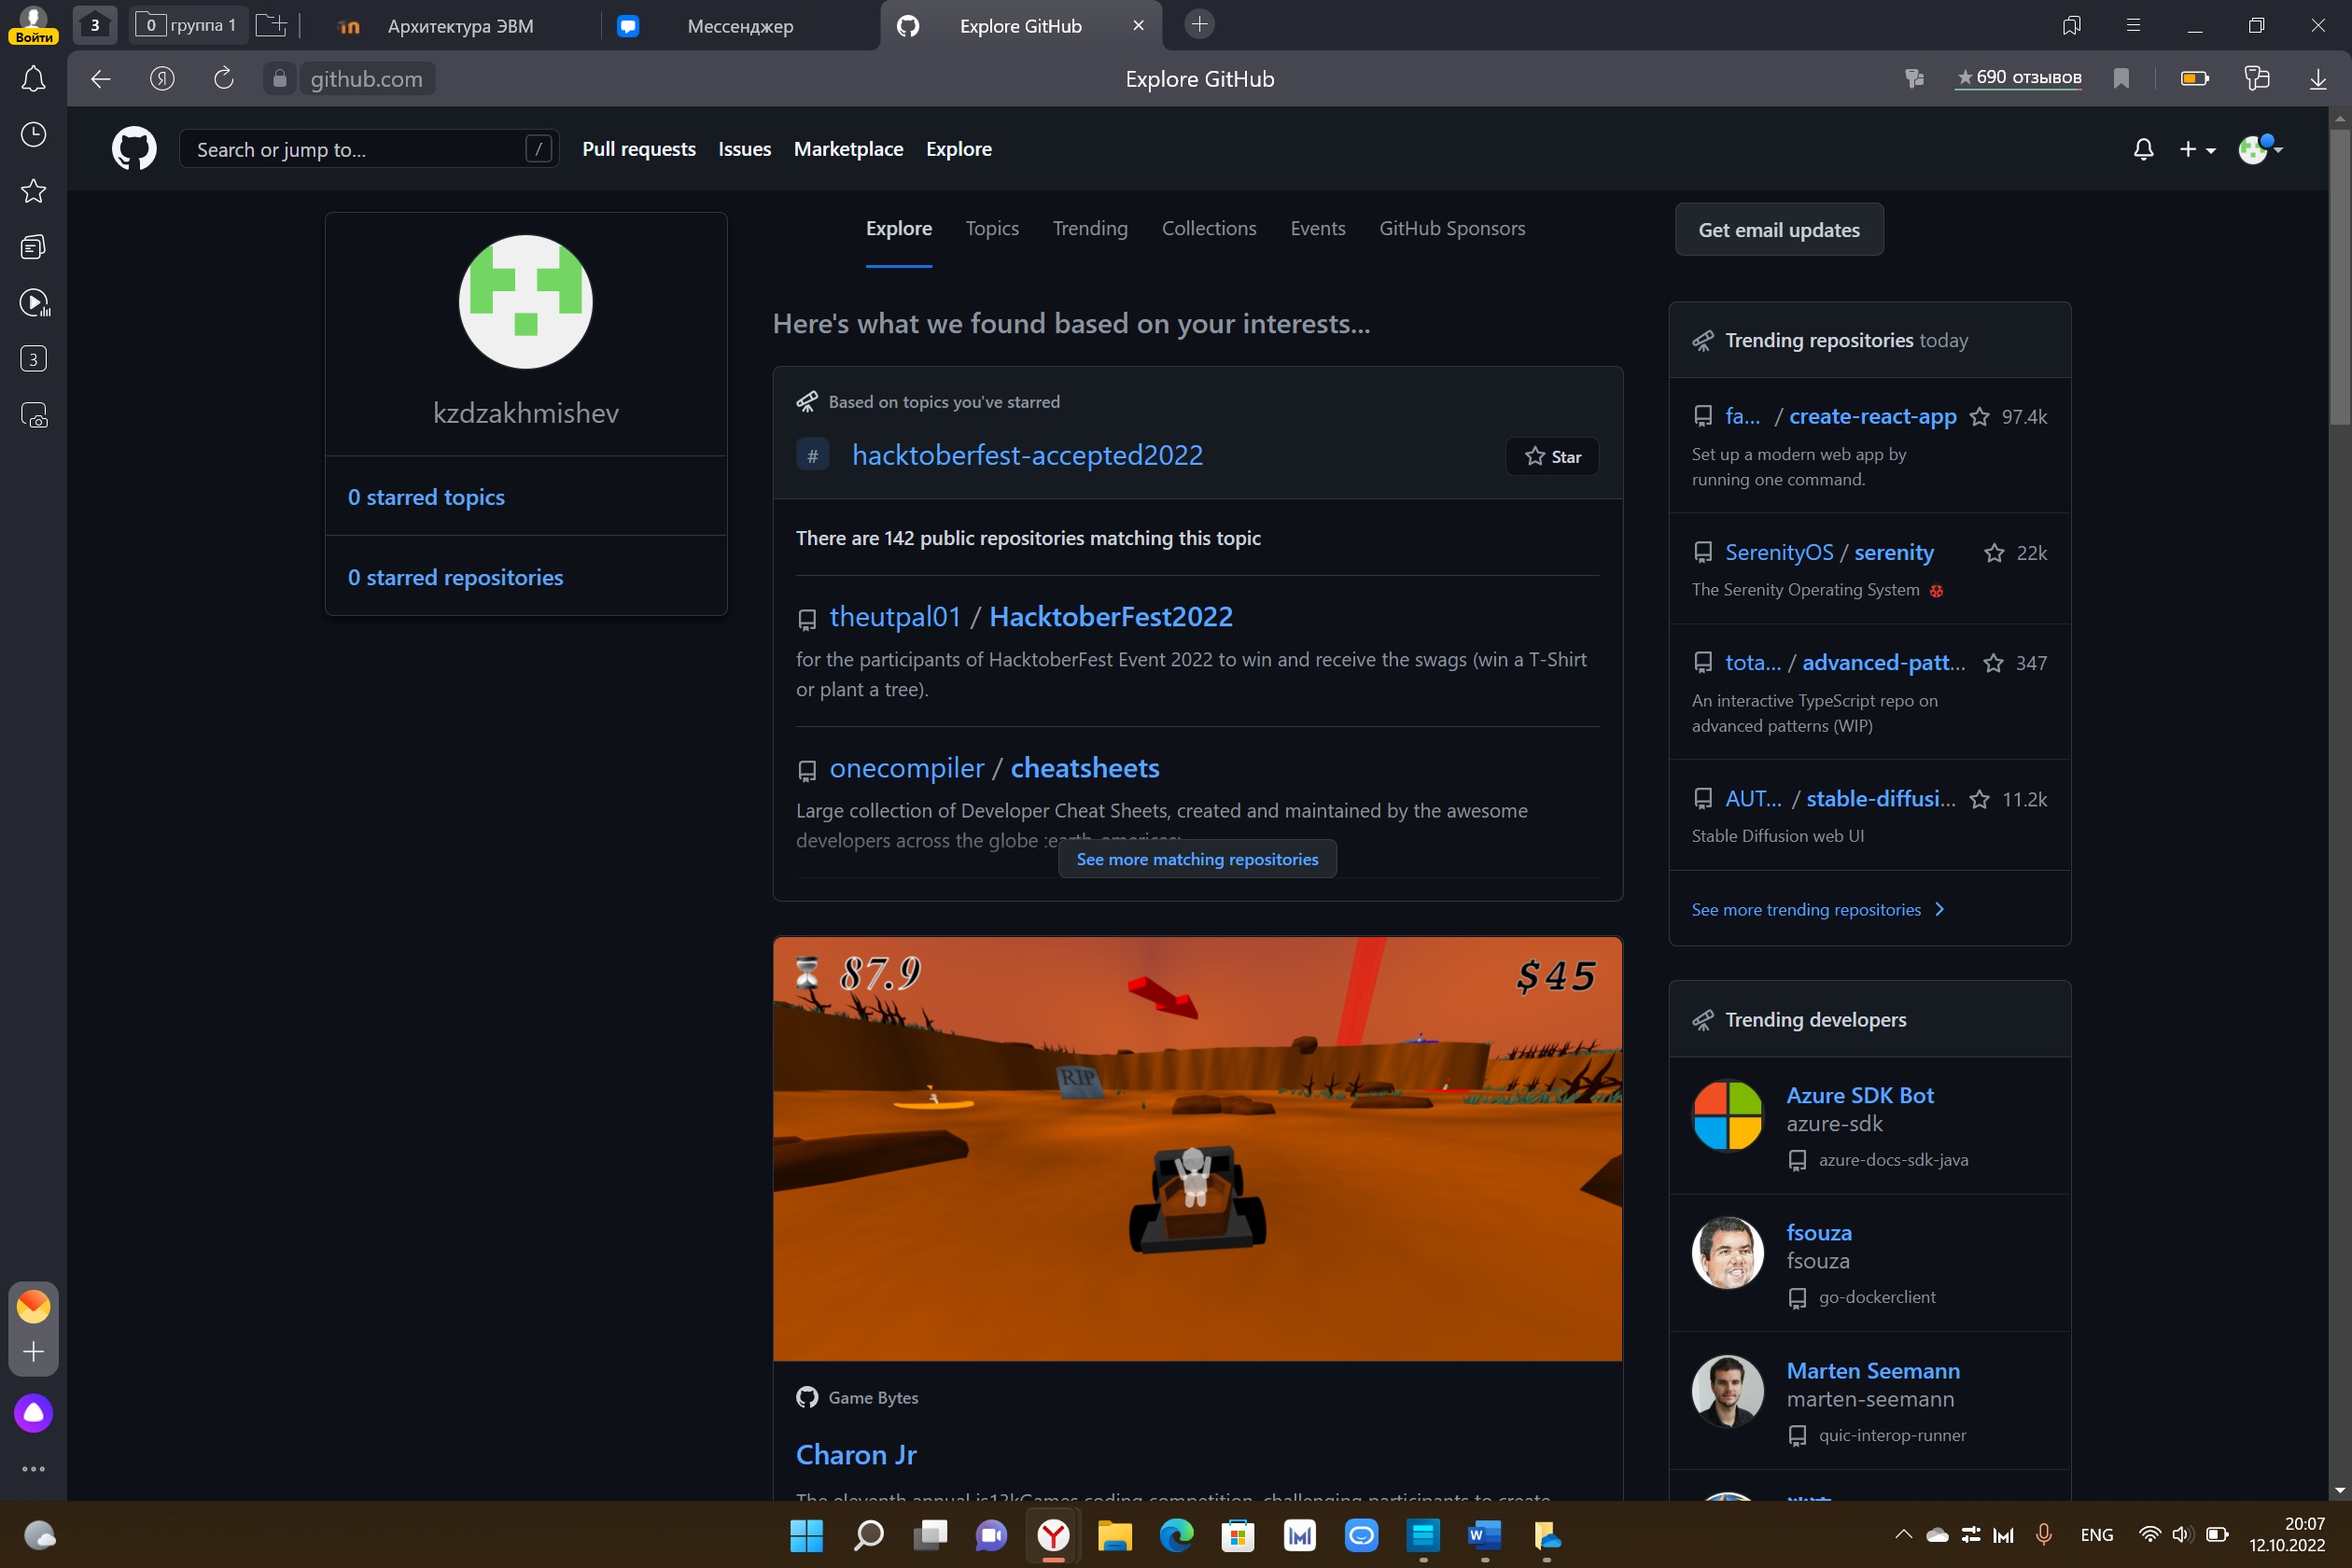 Войти
3
0 группа 1
Архитектура ЭВМ
Мессенджер
Explore GitHub
github.com
Explore GitHub
★ 690 отзывов
3
Search or jump to...
/
Pull requests
Issues
Marketplace
Explore
kzdzakhmishev
0 starred topics
0 starred repositories
Explore
Topics
Trending
Collections
Events
GitHub Sponsors
Get email updates
Here's what we found based on your interests...
Based on topics you've starred
# hacktoberfest-accepted2022
Star
There are 142 public repositories matching this topic
theutpal01 / HacktoberFest2022
for the participants of HacktoberFest Event 2022 to win and receive the swags (win a T-Shirt
or plant a tree).
onecompiler / cheatsheets
Large collection of Developer Cheat Sheets, created and maintained by the awesome
developers across the globe
See more matching repositories
87.9
$45
RIP
Game Bytes
Charon Jr
The eleventh annual js13kGames coding competition, challenging participants to create
Trending repositories today
fa... / create-react-app 97.4k
Set up a modern web app by
running one command.
SerenityOS / serenity 22k
The Serenity Operating System
tota... / advanced-patt... 347
An interactive TypeScript repo on
advanced patterns (WIP)
AUT... / stable-diffusi... 11.2k
Stable Diffusion web UI
See more trending repositories
Trending developers
Azure SDK Bot
azure-sdk
azure-docs-sdk-java
fsouza
fsouza
go-dockerclient
Marten Seemann
marten-seemann
quic-interop-runner
ENG
20:07
12.10.2022